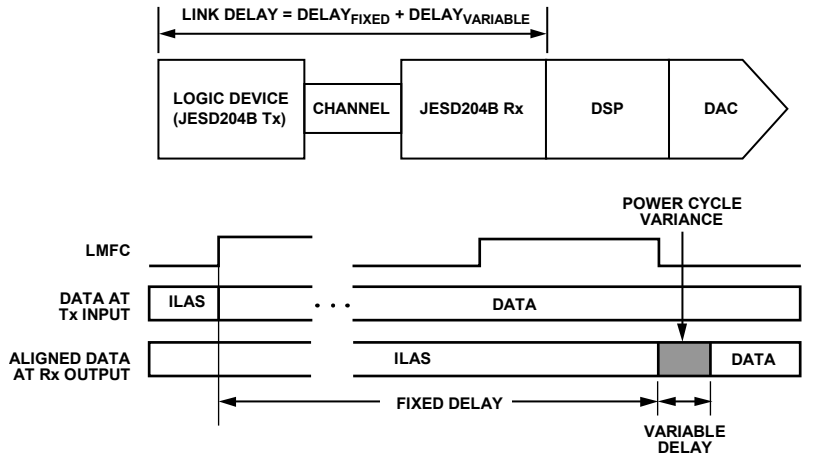 LINK DELAY = DELAYFIXED + DELAYVARIABLE
LOGIC DEVICE
(JESD204B Tx)
CHANNEL
JESD204B Rx
DSP
DAC
POWER CYCLE
VARIANCE
LMFC
DATA AT
Tx INPUT
ILAS
. . .
DATA
ALIGNED DATA
AT Rx OUTPUT
ILAS
DATA
FIXED DELAY
VARIABLE
DELAY